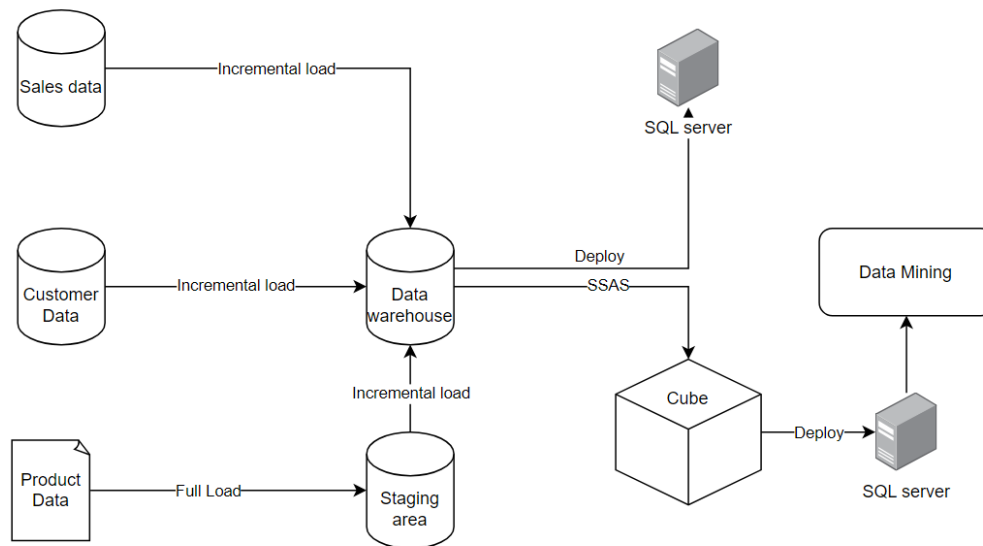 Sales data
Incremental load
SQL server
Customer
Data
Incremental load
Data
warehouse
Deploy
SSAS
Data Mining
Incremental load
Cube
Deploy
SQL server
Product
Data
Full Load
Staging
area